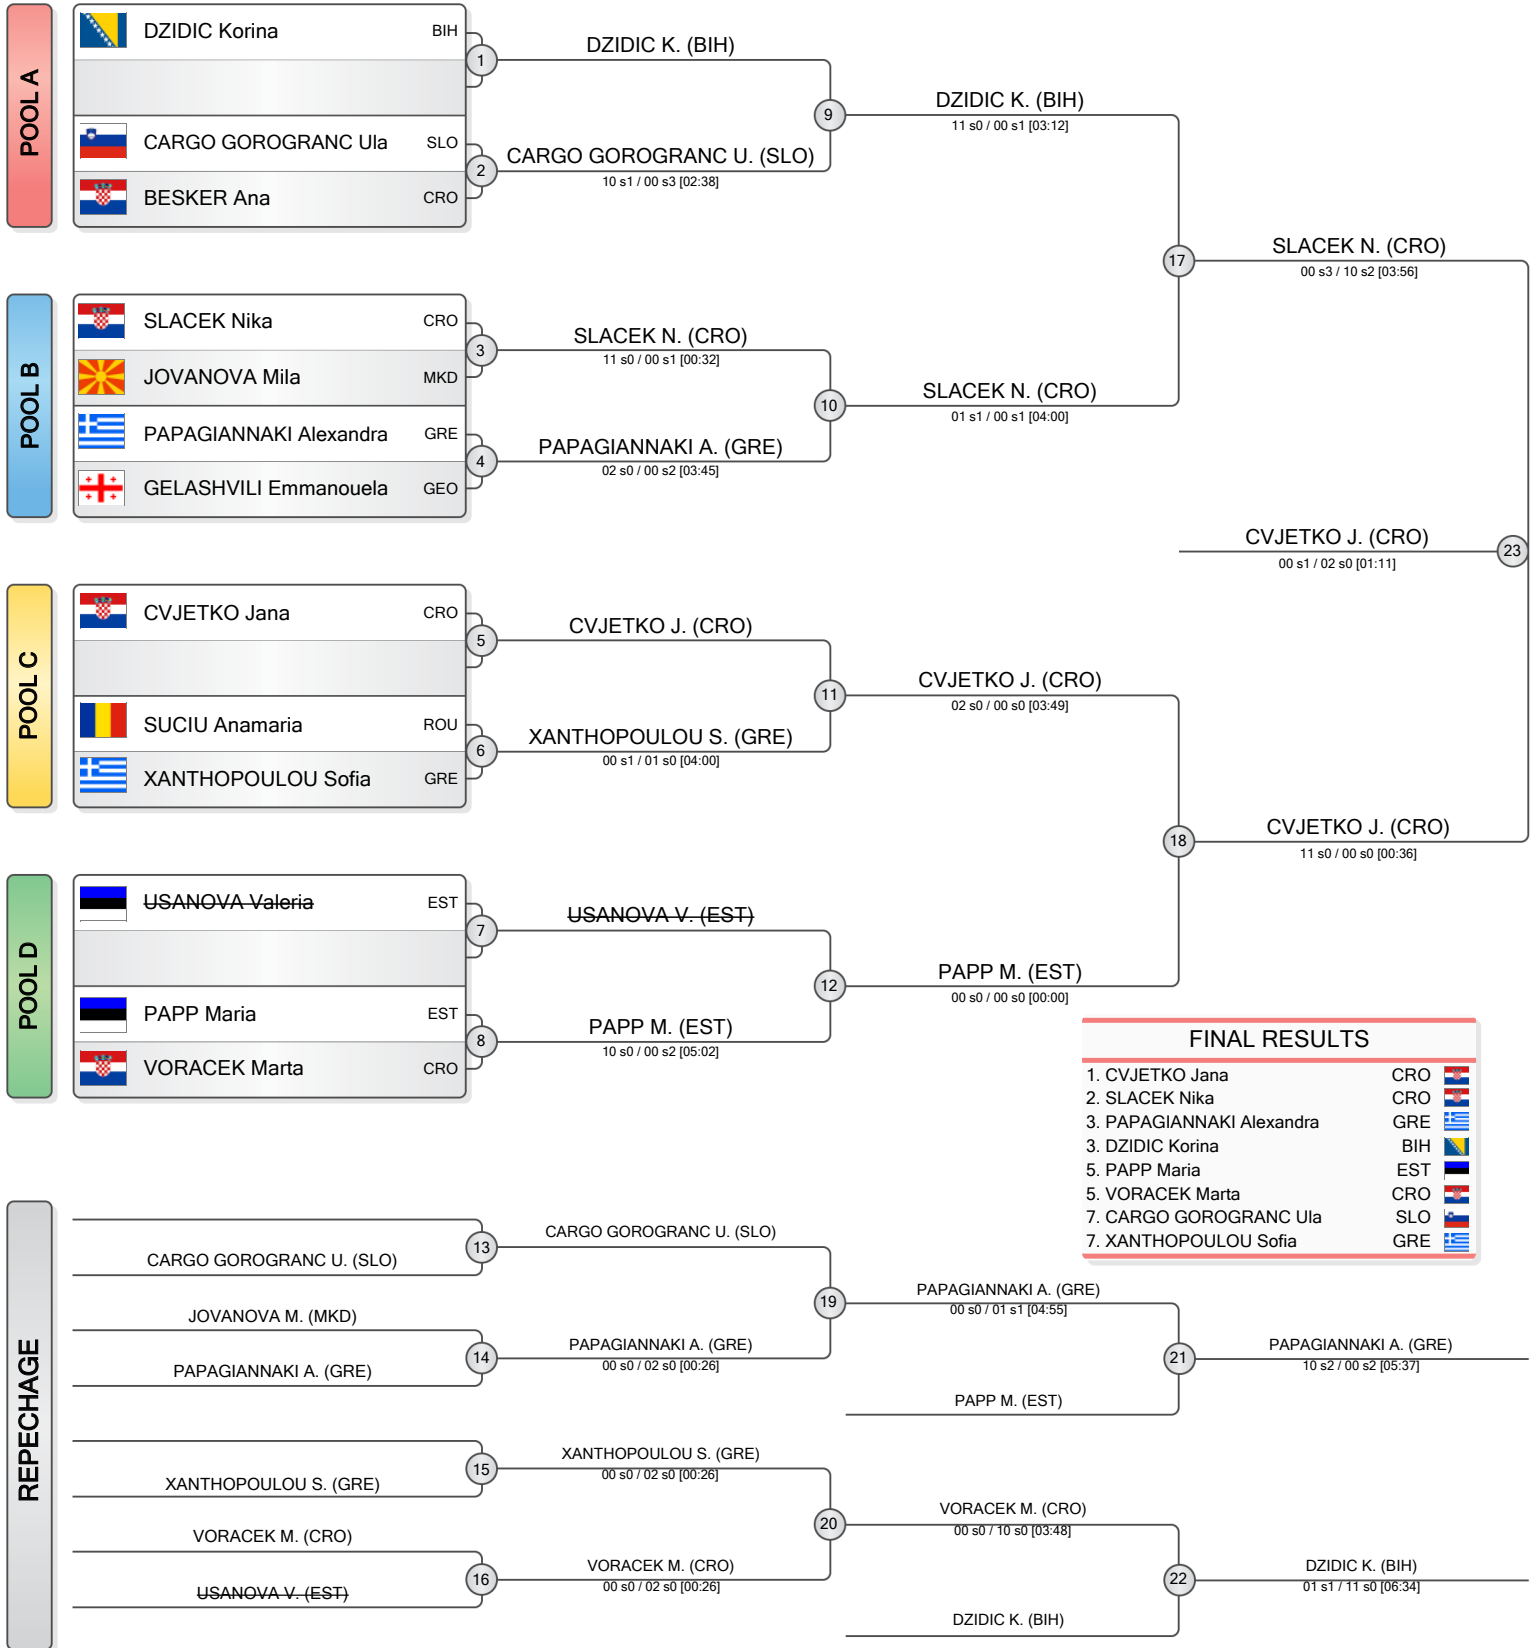 POOL A
DZIDIC Korina BIH
CARGO GOROGRANC Ula SLO
BESKER Ana CRO
1
DZIDIC K. (BIH)
2
CARGO GOROGRANC U. (SLO)
10 s1 / 00 s3 [02:38]
9
DZIDIC K. (BIH)
11 s0 / 00 s1 [03:12]
POOL B
SLACEK Nika CRO
JOVANOVA Mila MKD
PAPAGIANNAKI Alexandra GRE
GELASHVILI Emmanouela GEO
3
SLACEK N. (CRO)
11 s0 / 00 s1 [00:32]
4
PAPAGIANNAKI A. (GRE)
02 s0 / 00 s2 [03:45]
10
SLACEK N. (CRO)
01 s1 / 00 s1 [04:00]
17
SLACEK N. (CRO)
00 s3 / 10 s2 [03:56]
CVJETKO J. (CRO)
00 s1 / 02 s0 [01:11]
23
POOL C
CVJETKO Jana CRO
SUCIU Anamaria ROU
XANTHOPOULOU Sofia GRE
5
CVJETKO J. (CRO)
6
XANTHOPOULOU S. (GRE)
00 s1 / 01 s0 [04:00]
11
CVJETKO J. (CRO)
02 s0 / 00 s0 [03:49]
18
CVJETKO J. (CRO)
11 s0 / 00 s0 [00:36]
POOL D
USANOVA Valeria EST
PAPP Maria EST
VORACEK Marta CRO
7
USANOVA V. (EST)
8
PAPP M. (EST)
10 s0 / 00 s2 [05:02]
12
PAPP M. (EST)
00 s0 / 00 s0 [00:00]
FINAL RESULTS
1. CVJETKO Jana CRO
2. SLACEK Nika CRO
3. PAPAGIANNAKI Alexandra GRE
3. DZIDIC Korina BIH
5. PAPP Maria EST
5. VORACEK Marta CRO
7. CARGO GOROGRANC Ula SLO
7. XANTHOPOULOU Sofia GRE
REPECHAGE
CARGO GOROGRANC U. (SLO)
13
CARGO GOROGRANC U. (SLO)
JOVANOVA M. (MKD)
PAPAGIANNAKI A. (GRE)
14
PAPAGIANNAKI A. (GRE)
00 s0 / 02 s0 [00:26]
19
PAPAGIANNAKI A. (GRE)
00 s0 / 01 s1 [04:55]
PAPP M. (EST)
21
PAPAGIANNAKI A. (GRE)
10 s2 / 00 s2 [05:37]
XANTHOPOULOU S. (GRE)
15
XANTHOPOULOU S. (GRE)
00 s0 / 02 s0 [00:26]
VORACEK M. (CRO)
USANOVA V. (EST)
16
VORACEK M. (CRO)
00 s0 / 02 s0 [00:26]
20
VORACEK M. (CRO)
00 s0 / 10 s0 [03:48]
DZIDIC K. (BIH)
22
DZIDIC K. (BIH)
01 s1 / 11 s0 [06:34]